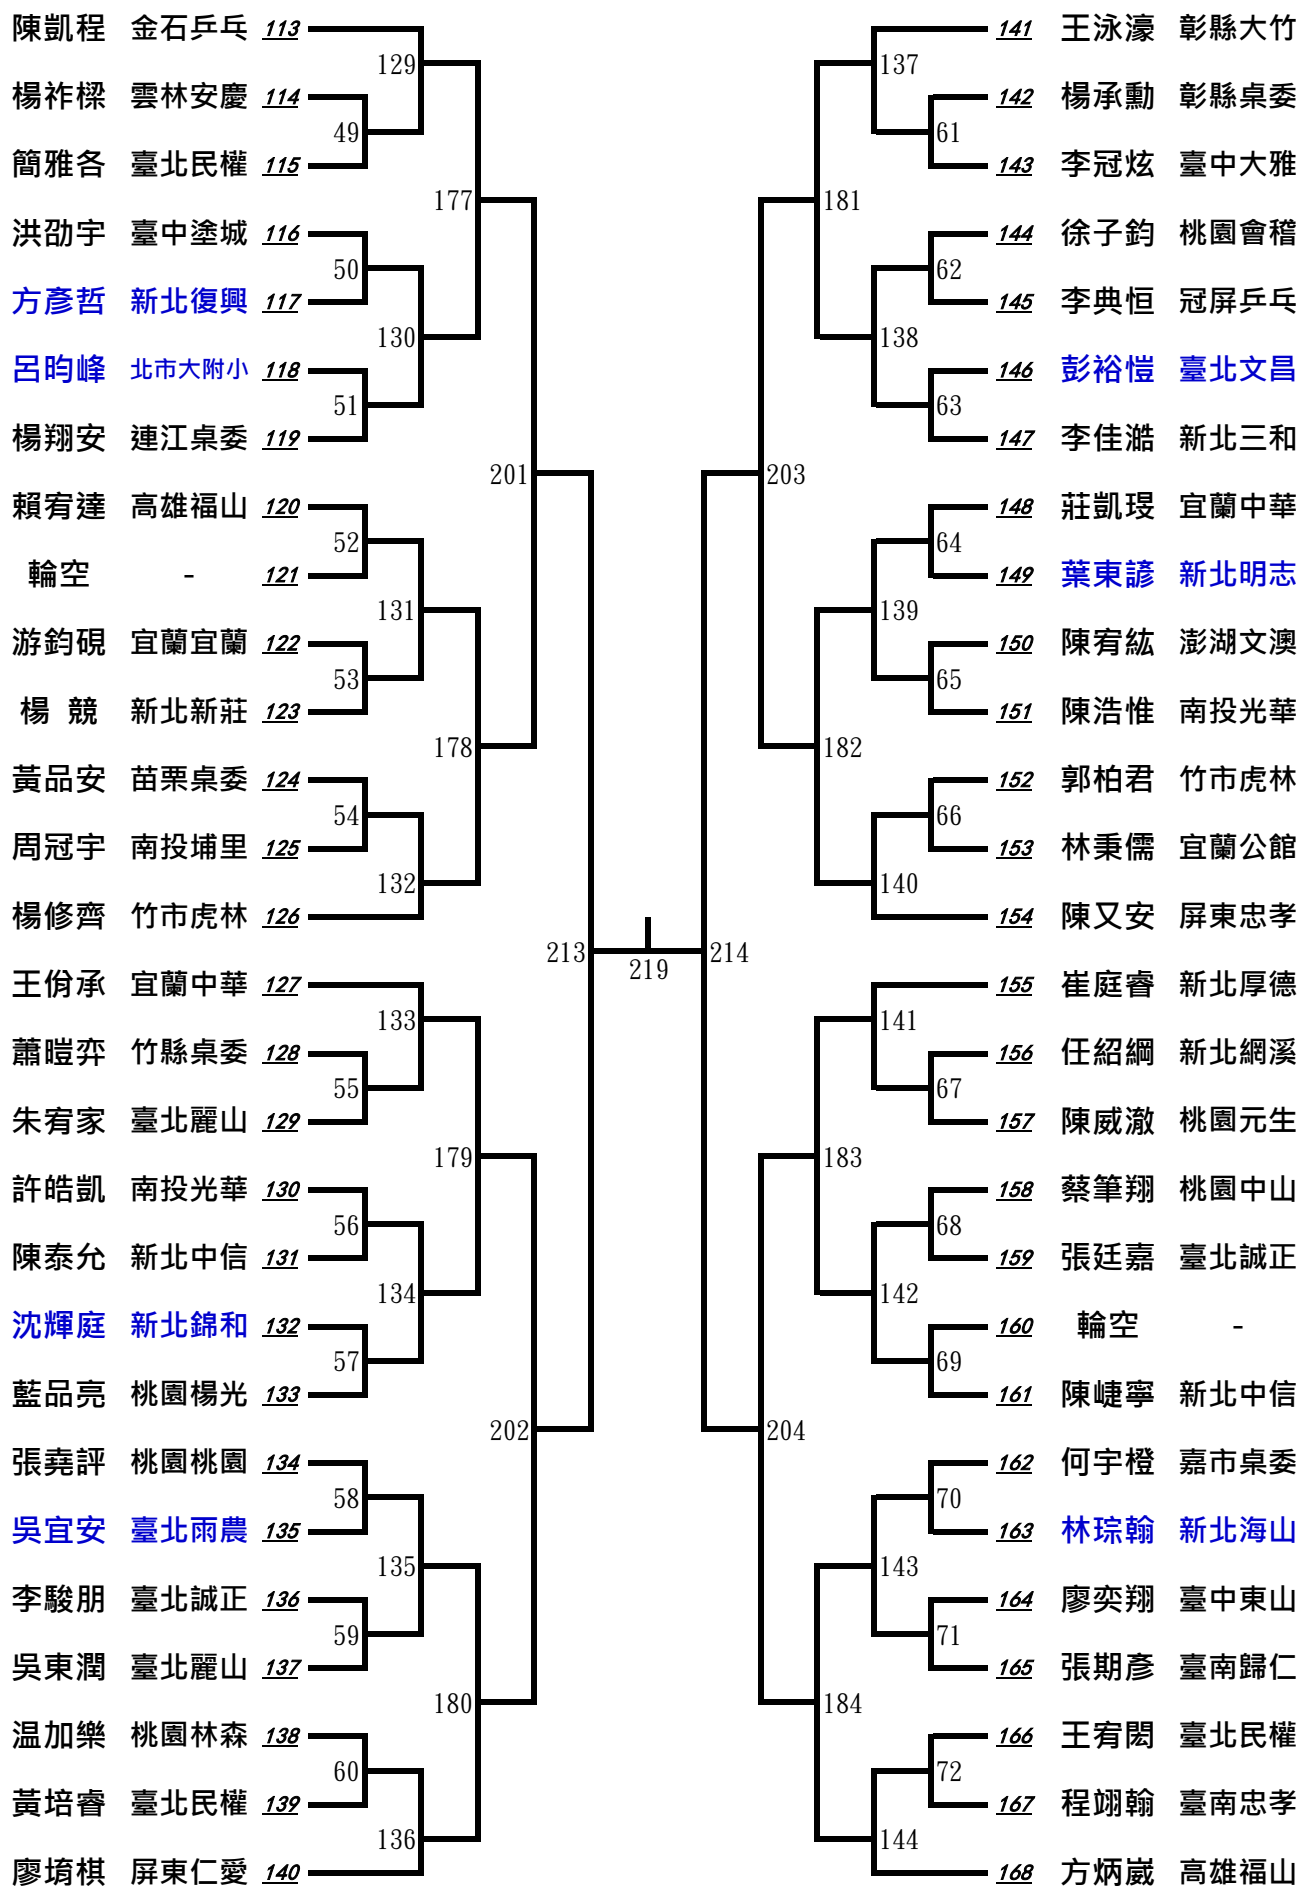 陳凱程 金石乒乓 113
129
楊祚樑 雲林安慶 114
49
簡雅各 臺北民權 115
177
洪劭宇 臺中塗城 116
50
方彥哲 新北復興 117
130
呂昀峰 北市大附小 118
51
楊翔安 連江桌委 119
201
賴宥達 高雄福山 120
52
輪空 - 121
131
游鈞硯 宜蘭宜蘭 122
53
楊 競 新北新莊 123
178
黃品安 苗栗桌委 124
54
周冠宇 南投埔里 125
132
楊修齊 竹市虎林 126
213
王佾承 宜蘭中華 127
133
蕭暟弈 竹縣桌委 128
55
朱宥家 臺北麗山 129
179
許皓凱 南投光華 130
56
陳泰允 新北中信 131
134
沈輝庭 新北錦和 132
57
藍品亮 桃園楊光 133
202
張堯評 桃園桃園 134
58
吳宜安 臺北雨農 135
135
李駿朋 臺北誠正 136
59
吳東潤 臺北麗山 137
180
温加樂 桃園林森 138
60
黃培睿 臺北民權 139
136
廖堉棋 屏東仁愛 140
219
141 王泳濠 彰縣大竹
137
142 楊承勳 彰縣桌委
61
143 李冠炫 臺中大雅
181
144 徐子鈞 桃園會稽
62
145 李典恒 冠屏乒乓
138
146 彭裕愷 臺北文昌
63
147 李佳澔 新北三和
203
148 莊凱㻛 宜蘭中華
64
149 葉東諺 新北明志
139
150 陳宥紘 澎湖文澳
65
151 陳浩惟 南投光華
182
152 郭柏君 竹市虎林
66
153 林秉儒 宜蘭公館
140
154 陳又安 屏東忠孝
214
155 崔庭睿 新北厚德
141
156 任紹綱 新北網溪
67
157 陳威澈 桃園元生
183
158 蔡筆翔 桃園中山
68
159 張廷嘉 臺北誠正
142
160 輪空 -
69
161 陳崨寧 新北中信
204
162 何宇橙 嘉市桌委
70
163 林琮翰 新北海山
143
164 廖奕翔 臺中東山
71
165 張期彥 臺南歸仁
184
166 王宥閎 臺北民權
72
167 程翊翰 臺南忠孝
144
168 方炳崴 高雄福山